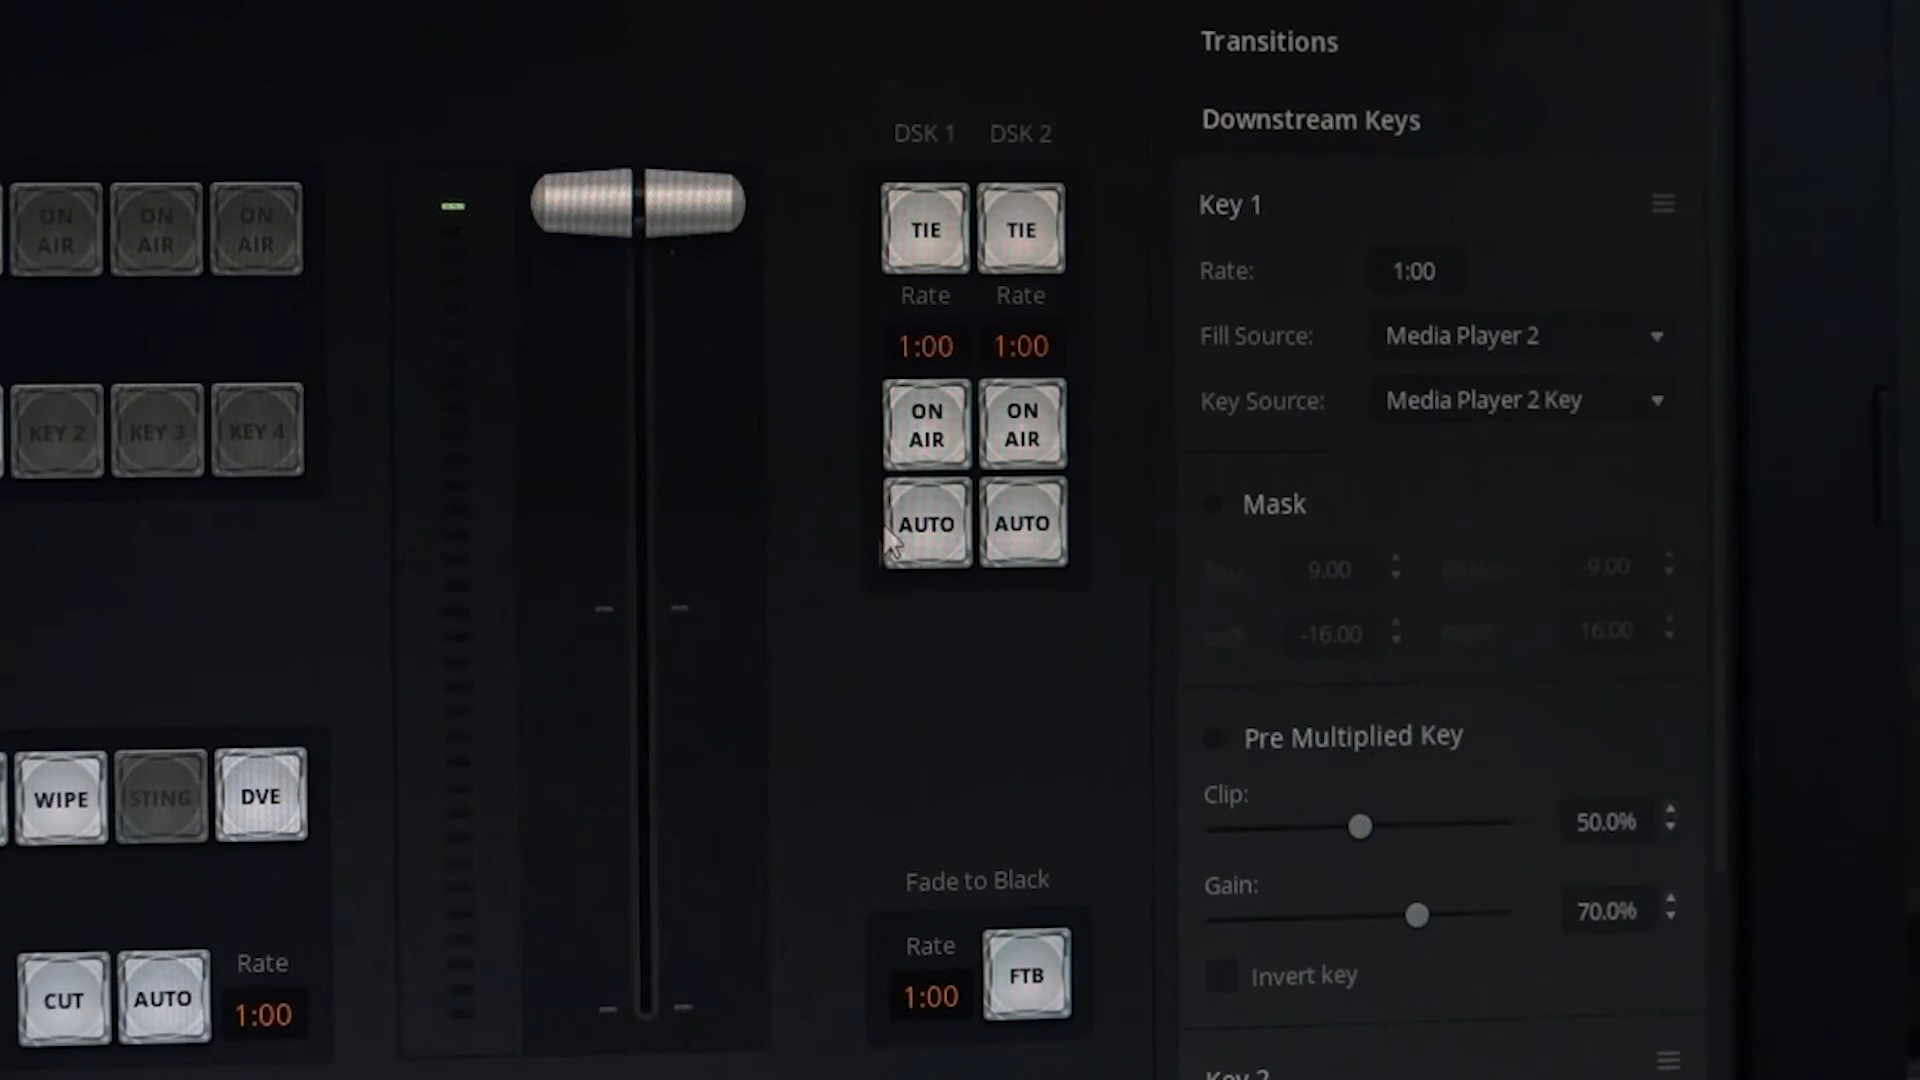 Transitions
Downstream Keys
DSK 1 DSK 2
ON AIR ON AIR ON AIR
TIE TIE
Key 1
Rate Rate
Rate: 1:00
1:00 1:00
Fill Source: Media Player 2
Key Source: Media Player 2 Key
KEY 2 KEY 3 KEY 4
ON AIR ON AIR
AUTO AUTO
Mask
9.00 -9.00
-16.00 16.00
Pre Multiplied Key
WIPE STING DVE
Clip: 50.0%
Fade to Black
Gain: 70.0%
Rate
CUT AUTO Rate 1:00
1:00 FTB
Invert key
Key 2